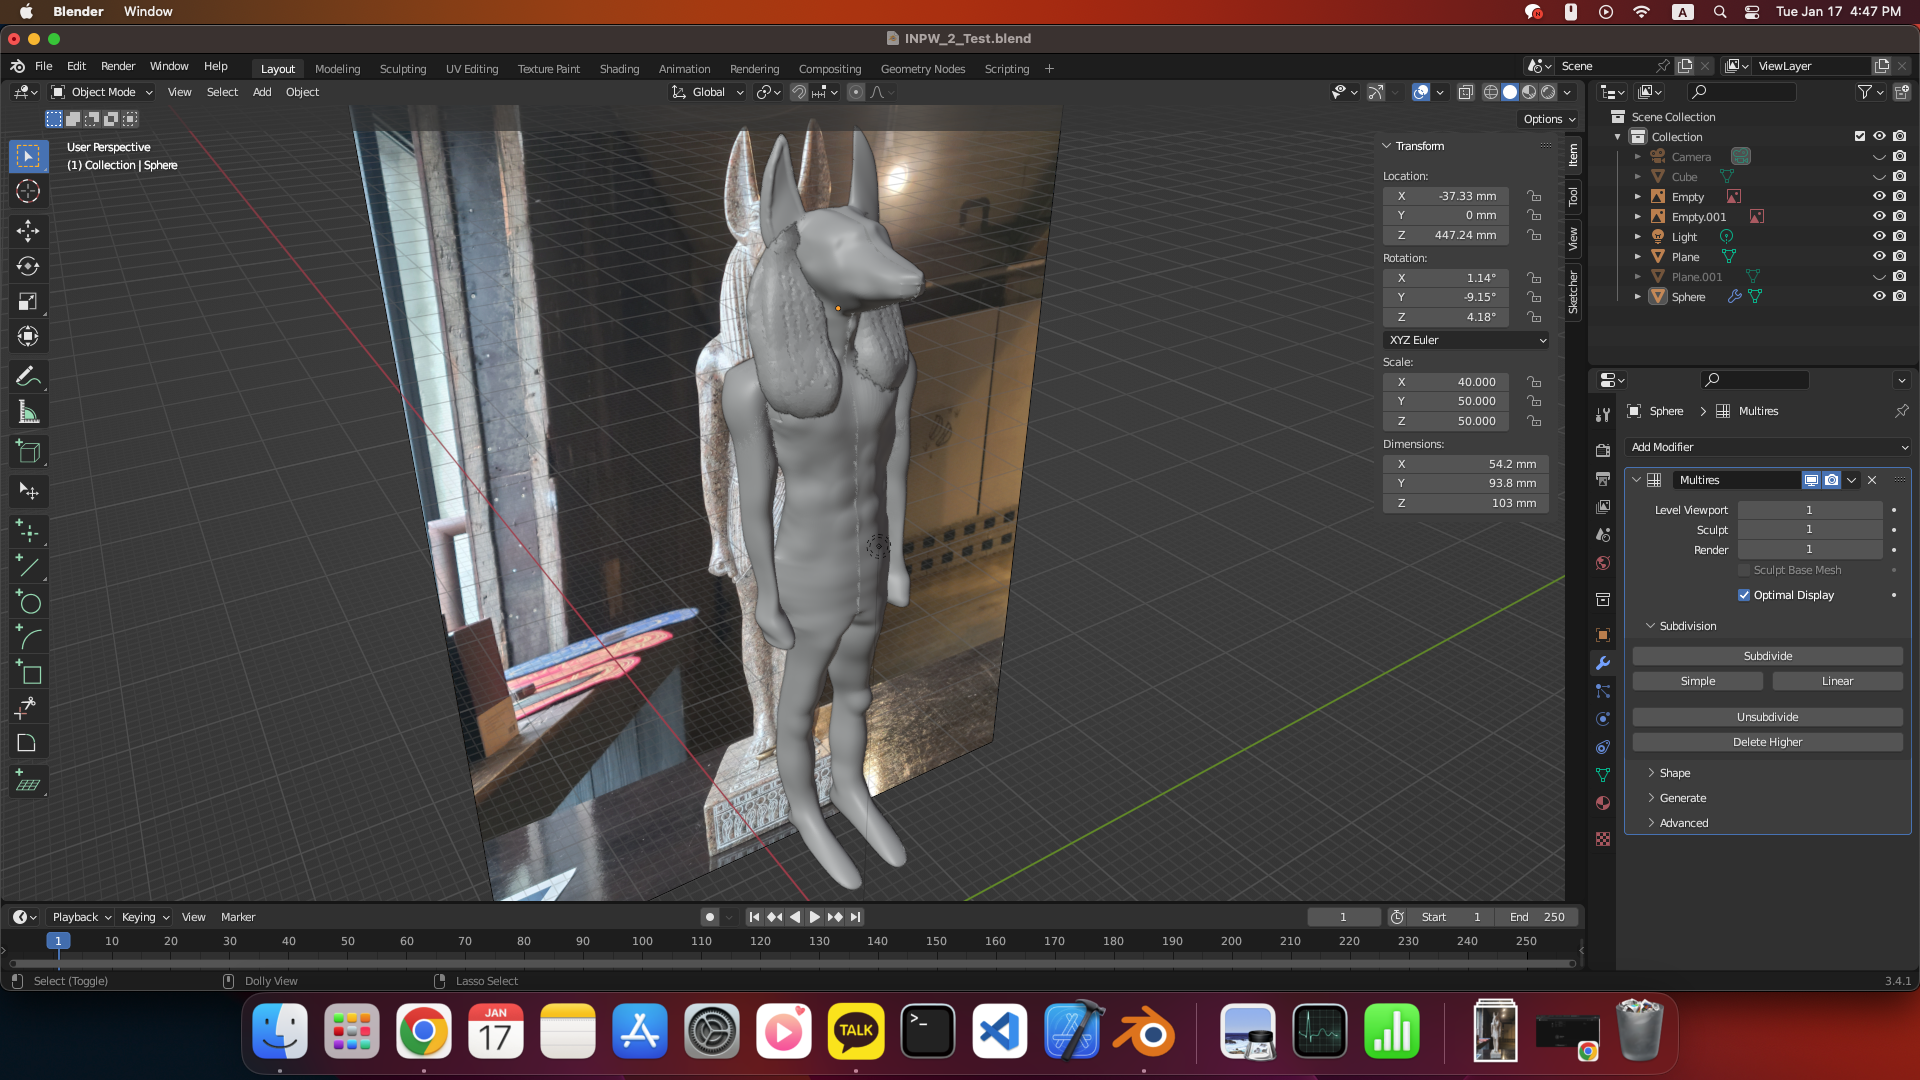 Blender Window
A
Tue Jan 17 4:47 PM
INPW_2_Test.blend
File Edit Render Window Help
Layout Modeling Sculpting UV Editing Texture Paint Shading Animation Rendering Compositing Geometry Nodes Scripting +
Scene
ViewLayer
Object Mode View Select Add Object
Global
Options
User Perspective
(1) Collection | Sphere
Transform
Location:
X -37.33 mm
Y 0 mm
Z 447.24 mm
Rotation:
X 1.14°
Y -9.15°
Z 4.18°
XYZ Euler
Scale:
X 40.000
Y 50.000
Z 50.000
Dimensions:
X 54.2 mm
Y 93.8 mm
Z 103 mm
Item
Tool
View
Sketcher
Scene Collection
Collection
Camera
Cube
Empty
Empty.001
Light
Plane
Plane.001
Sphere
Sphere > Multires
Add Modifier
Multires
Level Viewport 1
Sculpt 1
Render 1
Sculpt Base Mesh
Optimal Display
Subdivision
Subdivide
Simple Linear
Unsubdivide
Delete Higher
Shape
Generate
Advanced
Playback Keying View Marker
1 Start 1 End 250
1 10 20 30 40 50 60 70 80 90 100 110 120 130 140 150 160 170 180 190 200 210 220 230 240 250
Select (Toggle) Dolly View Lasso Select
3.4.1
JAN
17
TALK
>_